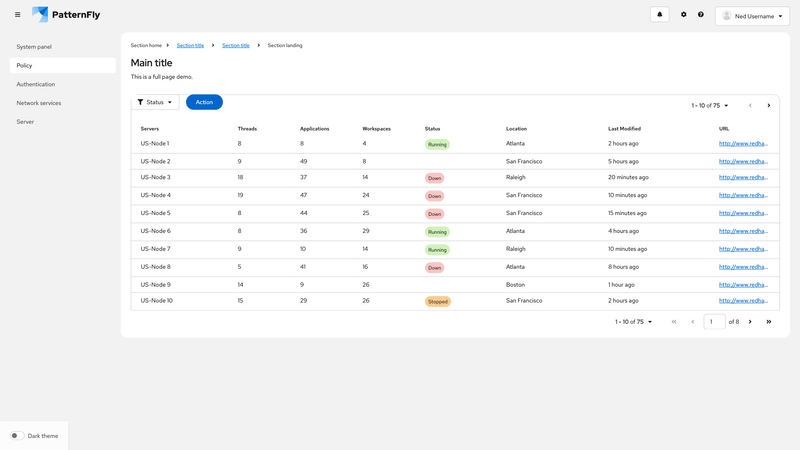 PatternFly
Ned Username
System panel
Policy
Authentication
Network services
Server
Section home Section title Section title Section landing
Main title
This is a full page demo.
Status Action 1 - 10 of 75
Servers Threads Applications Workspaces Status Location Last Modified URL
US-Node 1 8 8 4 Running Atlanta 2 hours ago http://www.redha...
US-Node 2 9 49 8 San Francisco 5 hours ago http://www.redha...
US-Node 3 18 37 14 Down Raleigh 20 minutes ago http://www.redha...
US-Node 4 19 47 24 Down San Francisco 10 minutes ago http://www.redha...
US-Node 5 8 44 25 Down San Francisco 15 minutes ago http://www.redha...
US-Node 6 8 36 29 Running Atlanta 4 hours ago http://www.redha...
US-Node 7 9 10 14 Running Raleigh 10 minutes ago http://www.redha...
US-Node 8 5 41 16 Down Atlanta 8 hours ago http://www.redha...
US-Node 9 14 9 26 Boston 1 hour ago http://www.redha...
US-Node 10 15 29 26 Stopped San Francisco 2 hours ago http://www.redha...
1 - 10 of 75 1 of 8
Dark theme